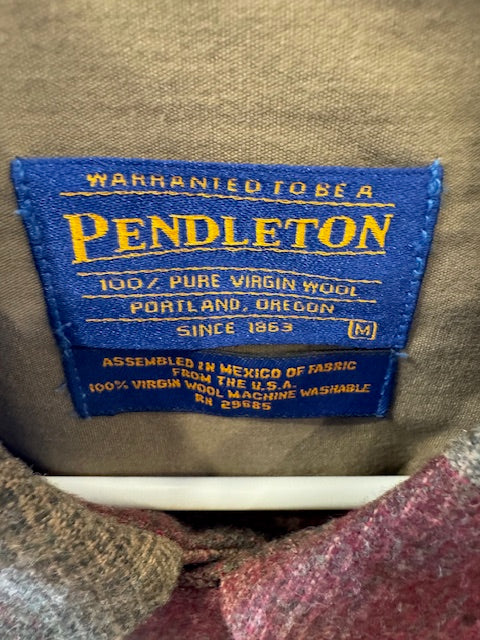 WARRANTED TO BE A
PENDLETON
100% PURE VIRGIN WOOL
PORTLAND, OREGON
SINCE 1863 M
ASSEMBLED IN MEXICO OF FABRIC
FROM THE U.S.A.
100% VIRGIN WOOL MACHINE WASHABLE
RN 29685